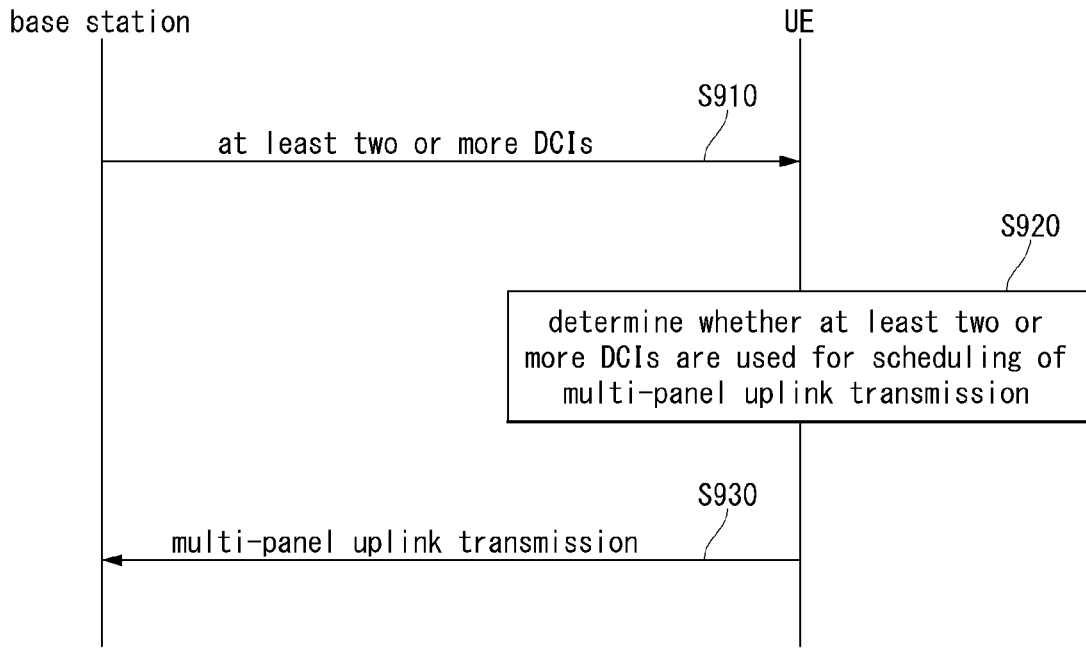 base station
UE
S910
at least two or more DCIs
S920
determine whether at least two or
more DCIs are used for scheduling of
multi-panel uplink transmission
S930
multi-panel uplink transmission